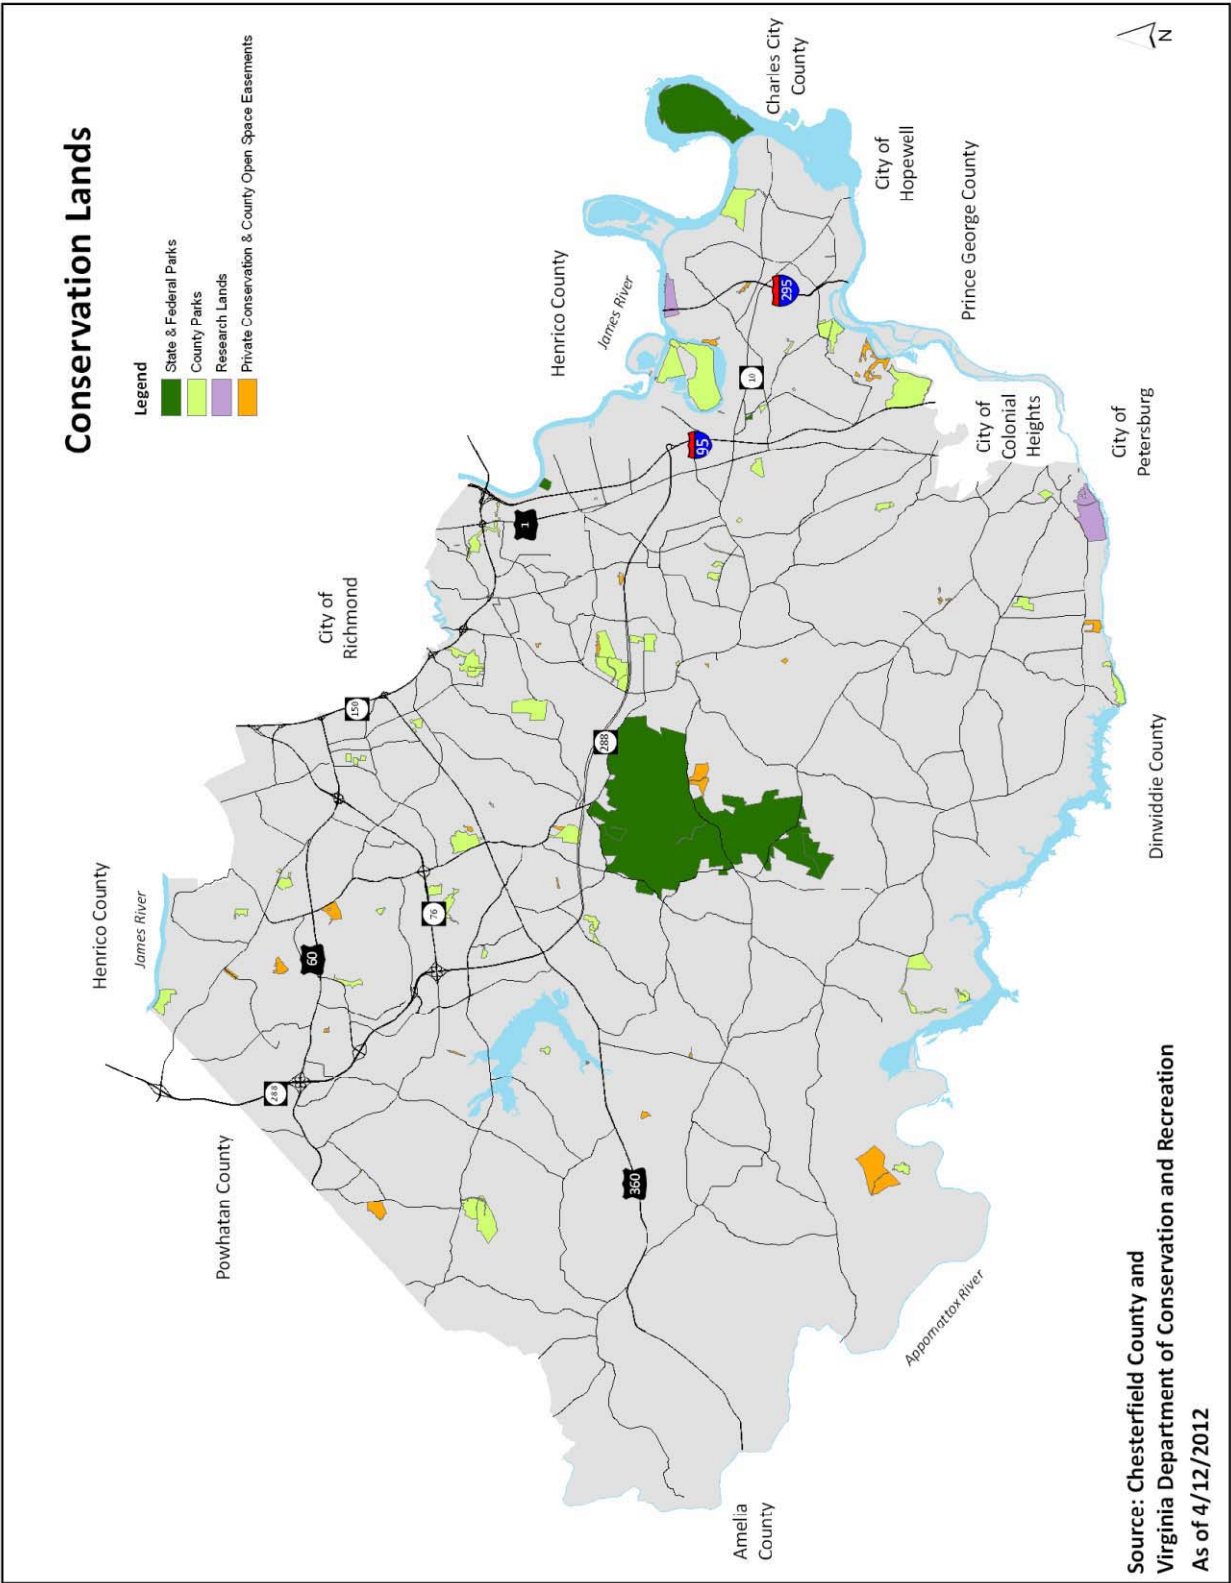 Conservation Lands
Legend
State & Federal Parks
County Parks
Research Lands
Private Conservation & County Open Space Easements
Henrico County
James River
Powhatan County
288
60
76
150
City of
Richmond
1
360
288
95
10
295
Henrico County
James River
Charles City
County
City of
Hopewell
Prince George County
City of
Colonial
Heights
City of
Petersburg
Dinwiddie County
Appomattox River
Amelia
County
N
Source: Chesterfield County and
Virginia Department of Conservation and Recreation
As of 4/12/2012